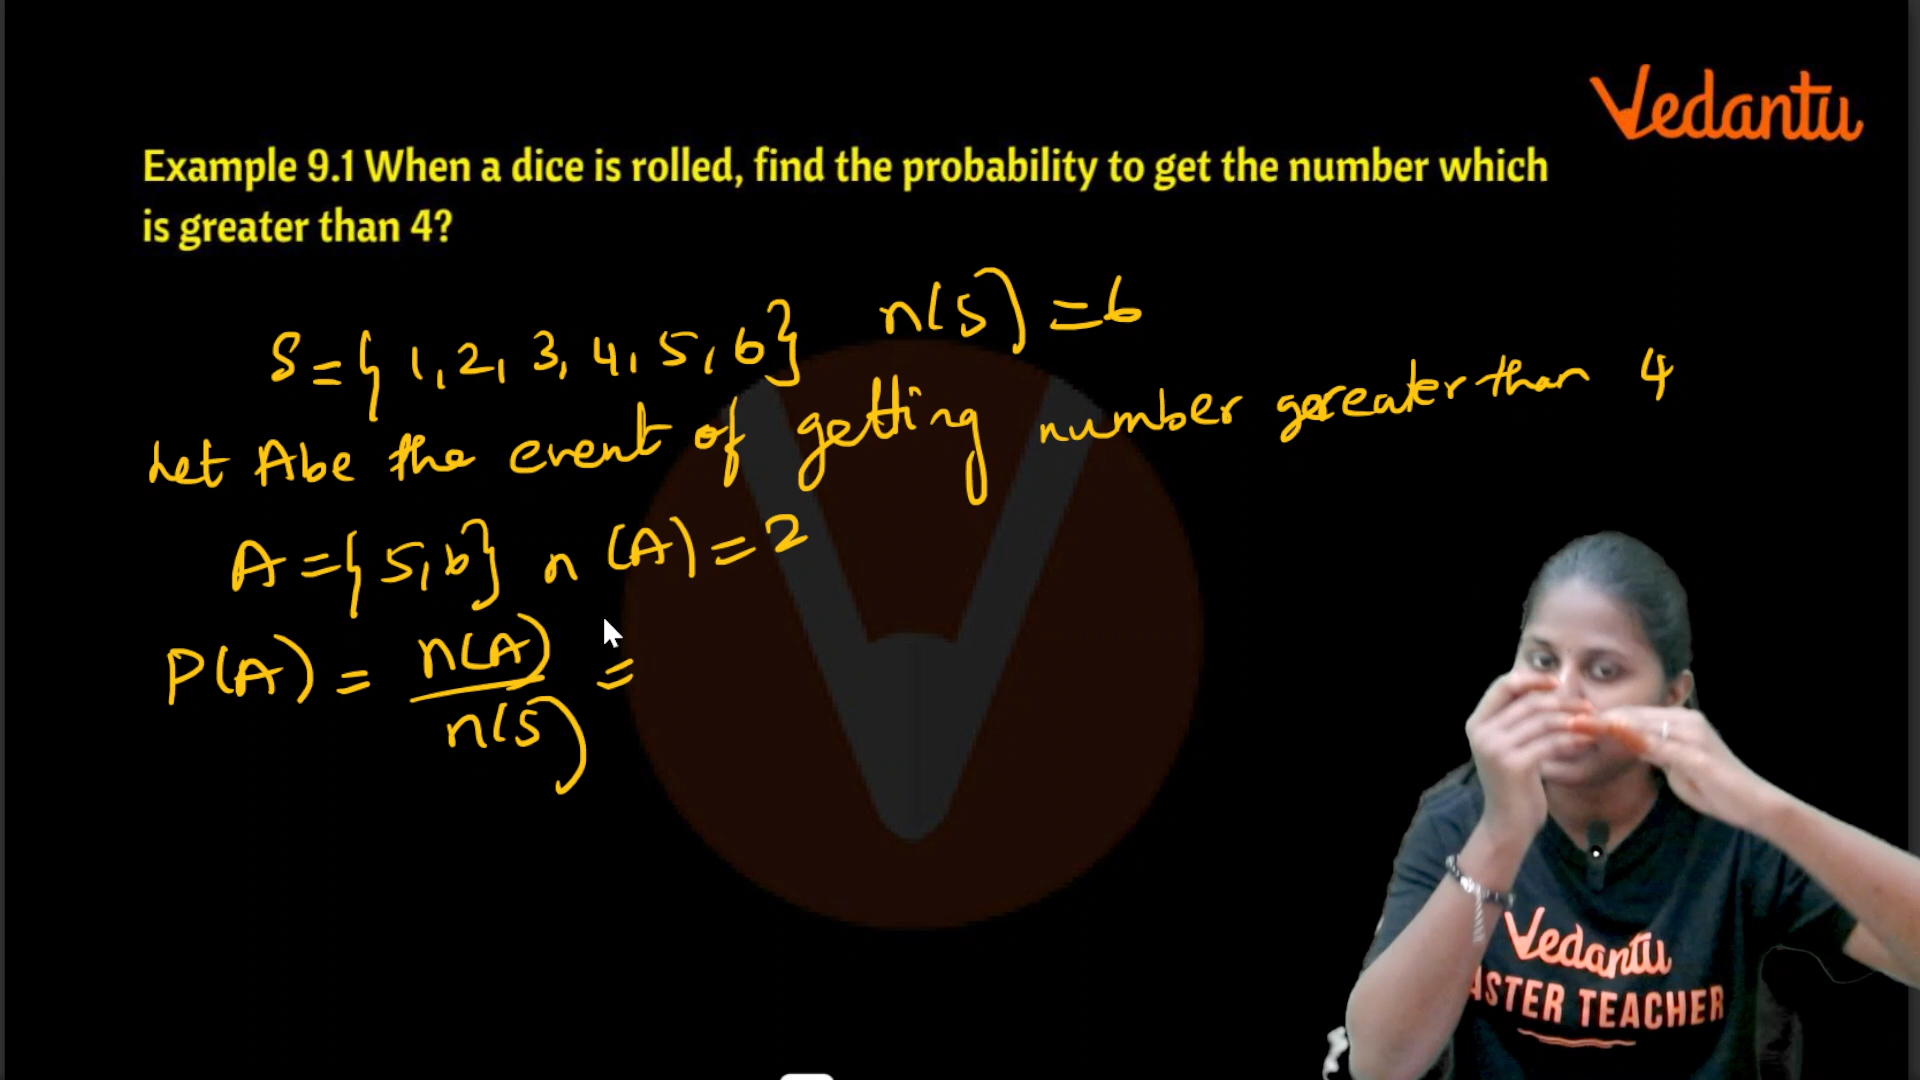 Vedantu
Example 9.1 When a dice is rolled, find the probability to get the number which
is greater than 4?
S = { 1, 2, 3, 4, 5, 6 } n(S) = 6
Let A be the event of getting number gereater than 4
A = { 5, 6 } n (A) = 2
P(A) = n(A) / n(S) =
Vedantu
ASTER TEACHER